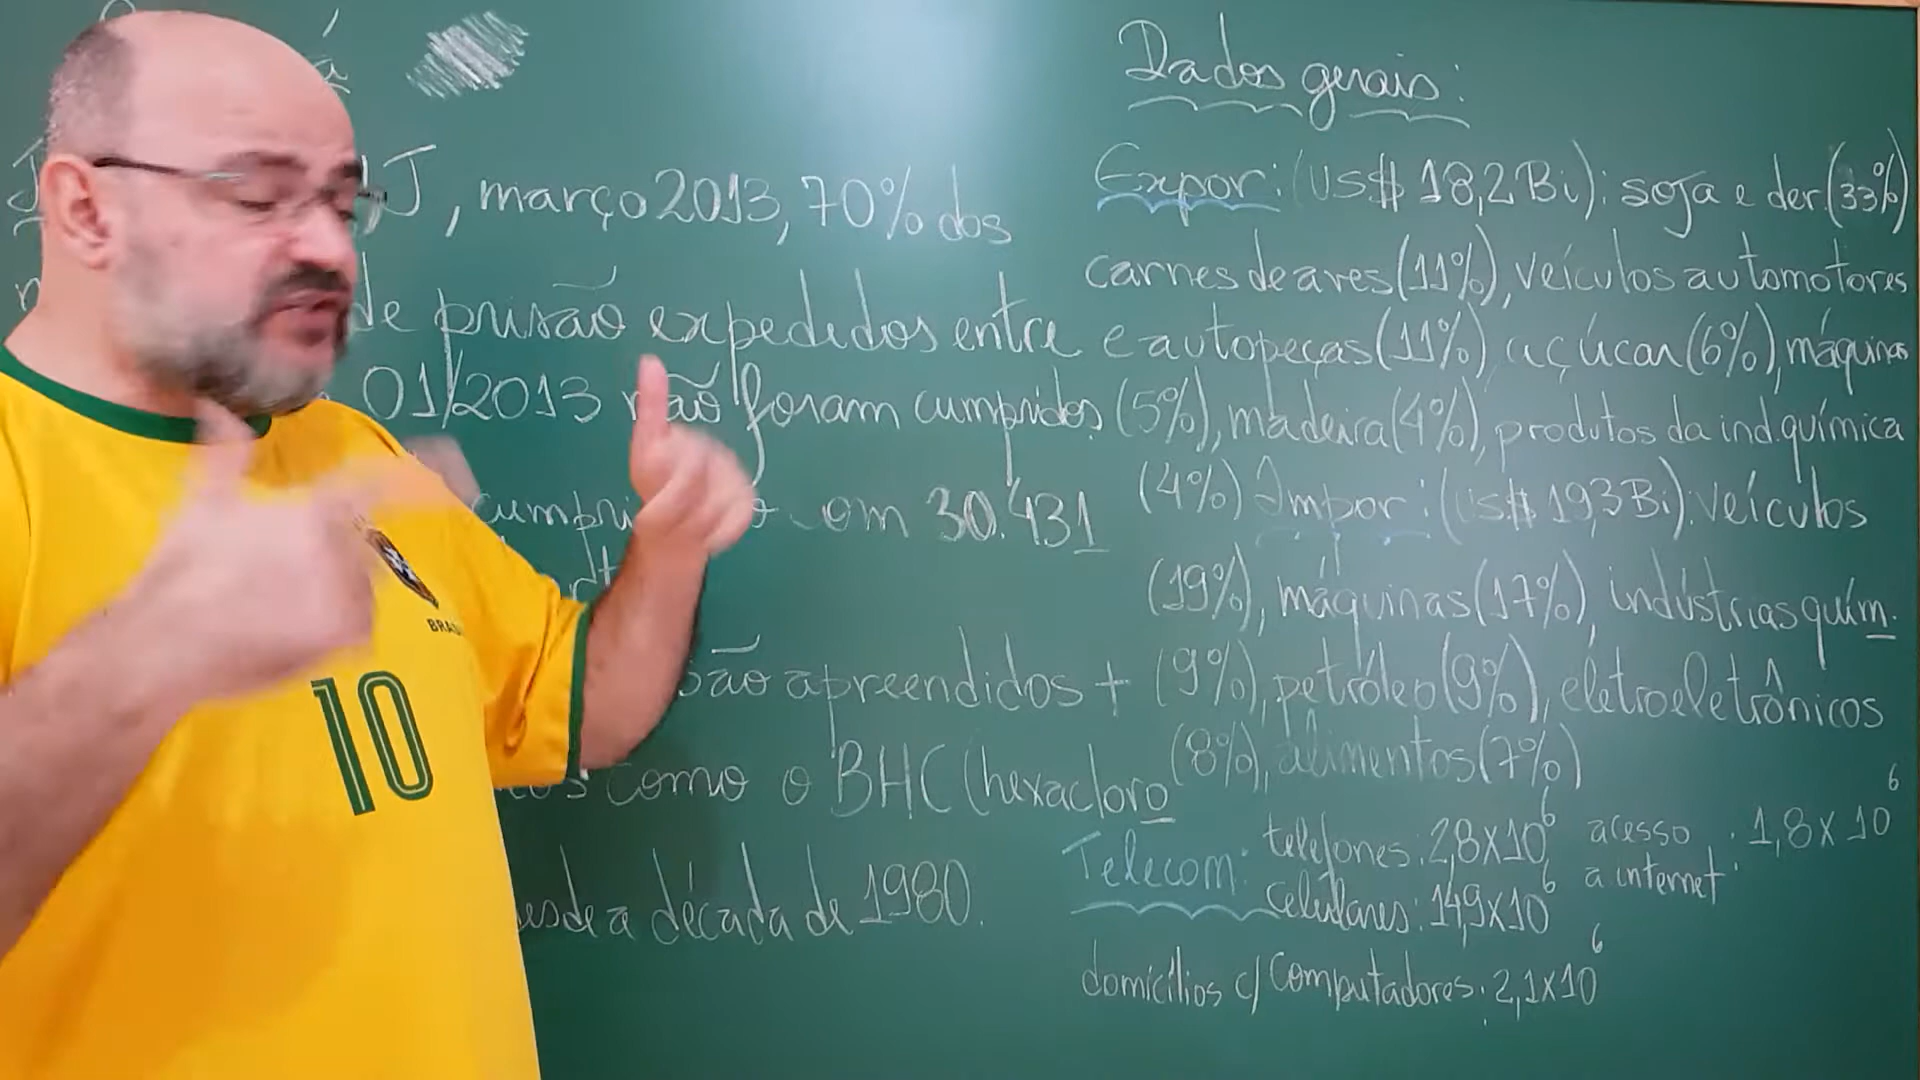 J, março 2013, 70% dos
de prisão expedidos entre
01/2013 não foram cumpridos
em 30.431
são apreendidos +
como o BHC (hexacloro
desde a década de 1980.
Dados gerais:
Expor: (US$ 18,2 Bi): soja e der (33%)
carnes de aves (11%), veículos automotores
e autopeças (11%) açúcar (6%), máquinas
(5%), madeira (4%), produtos da ind. química
(4%) Impor: (US$ 19,3 Bi): veículos
(19%), máquinas (17%), indústrias quím.
(9%), petróleo (9%), eletroeletrônicos
(8%), alimentos (7%)
Telecom: telefones: 2,8x10⁶ acesso a internet: 1,8x10⁶
celulares: 14,9x10⁶
domicílios c/ computadores: 2,1x10⁶
BRAS
10